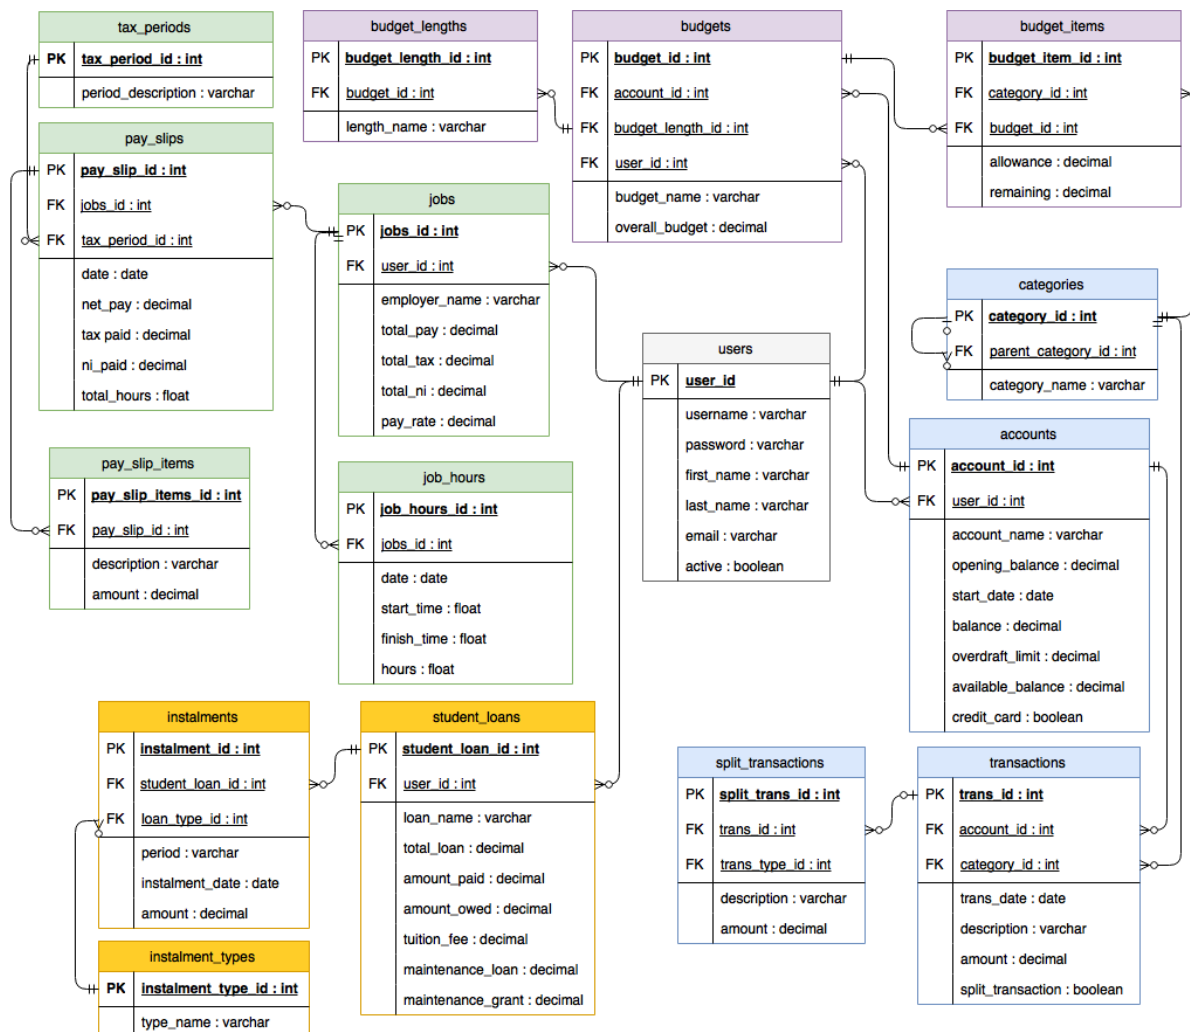 tax_periods
PK tax_period_id : int
period_description : varchar
pay_slips
PK pay_slip_id : int
FK jobs_id : int
FK tax_period_id : int
date : date
net_pay : decimal
tax paid : decimal
ni_paid : decimal
total_hours : float
pay_slip_items
PK pay_slip_items_id : int
FK pay_slip_id : int
description : varchar
amount : decimal
budget_lengths
PK budget_length_id : int
FK budget_id : int
length_name : varchar
jobs
PK jobs_id : int
FK user_id : int
employer_name : varchar
total_pay : decimal
total_tax : decimal
total_ni : decimal
pay_rate : decimal
job_hours
PK job_hours_id : int
FK jobs_id : int
date : date
start_time : float
finish_time : float
hours : float
budgets
PK budget_id : int
FK account_id : int
FK budget_length_id : int
FK user_id : int
budget_name : varchar
overall_budget : decimal
users
PK user_id
username : varchar
password : varchar
first_name : varchar
last_name : varchar
email : varchar
active : boolean
budget_items
PK budget_item_id : int
FK category_id : int
FK budget_id : int
allowance : decimal
remaining : decimal
categories
PK category_id : int
FK parent_category_id : int
category_name : varchar
accounts
PK account_id : int
FK user_id : int
account_name : varchar
opening_balance : decimal
start_date : date
balance : decimal
overdraft_limit : decimal
available_balance : decimal
credit_card : boolean
instalments
PK instalment_id : int
FK student_loan_id : int
FK loan_type_id : int
period : varchar
instalment_date : date
amount : decimal
instalment_types
PK instalment_type_id : int
type_name : varchar
student_loans
PK student_loan_id : int
FK user_id : int
loan_name : varchar
total_loan : decimal
amount_paid : decimal
amount_owed : decimal
tuition_fee : decimal
maintenance_loan : decimal
maintenance_grant : decimal
split_transactions
PK split_trans_id : int
FK trans_id : int
FK trans_type_id : int
description : varchar
amount : decimal
transactions
PK trans_id : int
FK account_id : int
FK category_id : int
trans_date : date
description : varchar
amount : decimal
split_transaction : boolean